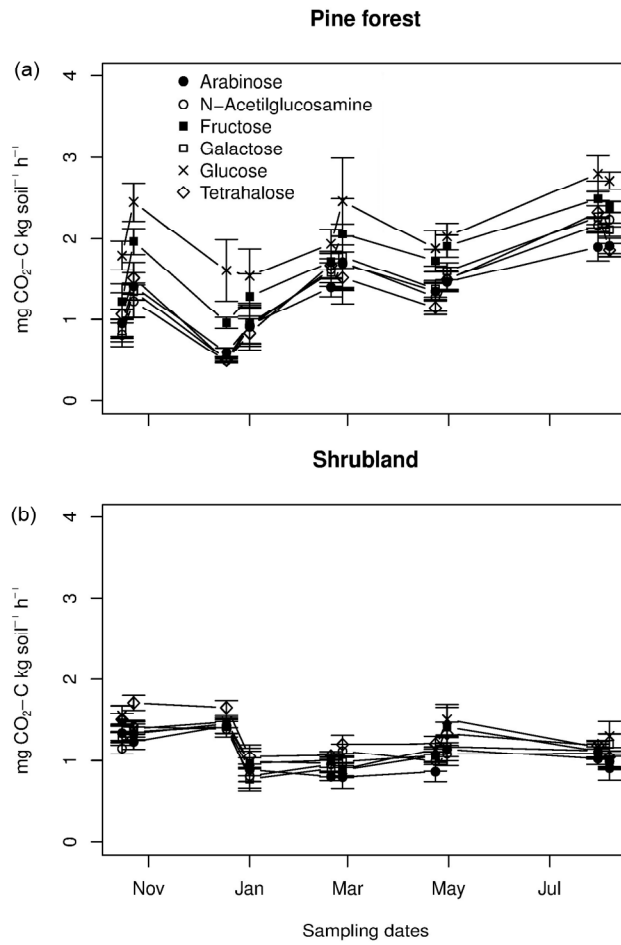 Pine forest
(a)
Arabinose
N−Acetilglucosamine
Fructose
Galactose
Glucose
Tetrahalose
mg CO₂−C kg soil⁻¹ h⁻¹
4
3
2
1
0
Shrubland
(b)
mg CO₂−C kg soil⁻¹ h⁻¹
4
3
2
1
0
Nov Jan Mar May Jul
Sampling dates